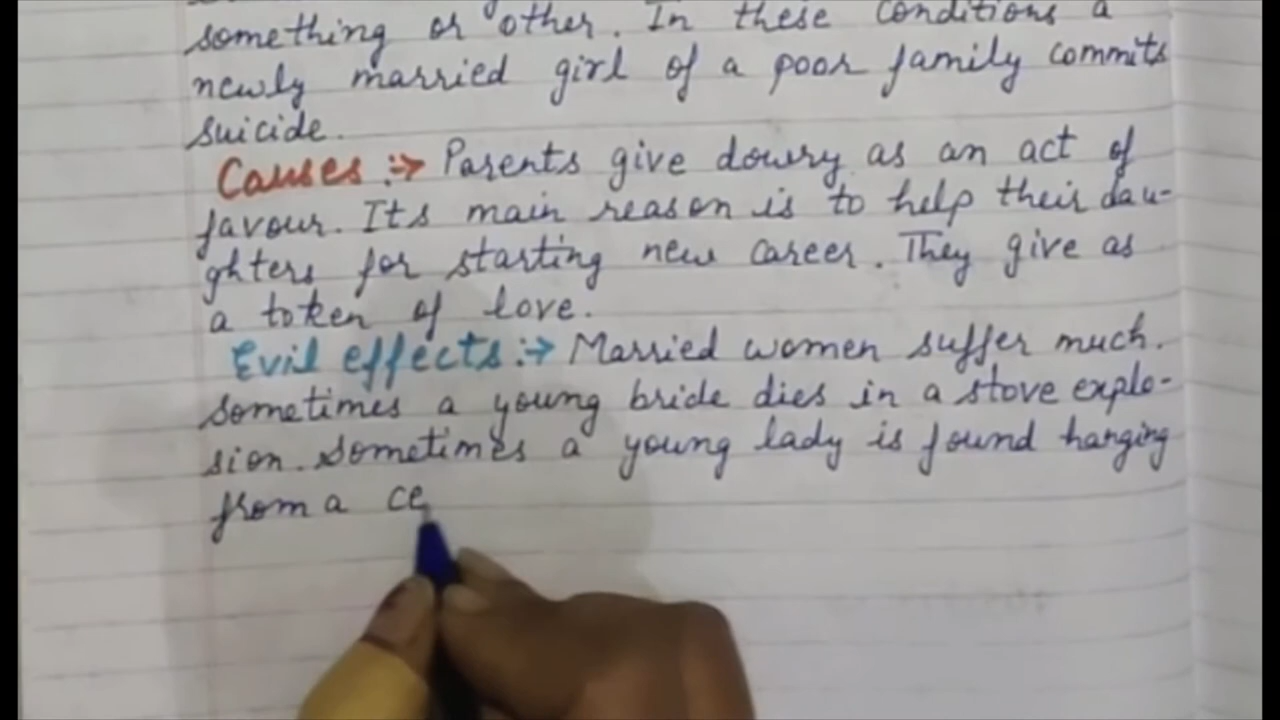 something or other. In these conditions a
newly married girl of a poor family commits
suicide.
Causes :→ Parents give dowry as an act of
favour. Its main reason is to help their dau-
ghters for starting new career. They give as
a token of love.
Evil effects :→ Married women suffer much.
sometimes a young bride dies in a stove explo-
sion. Sometimes a young lady is found hanging
from a ce